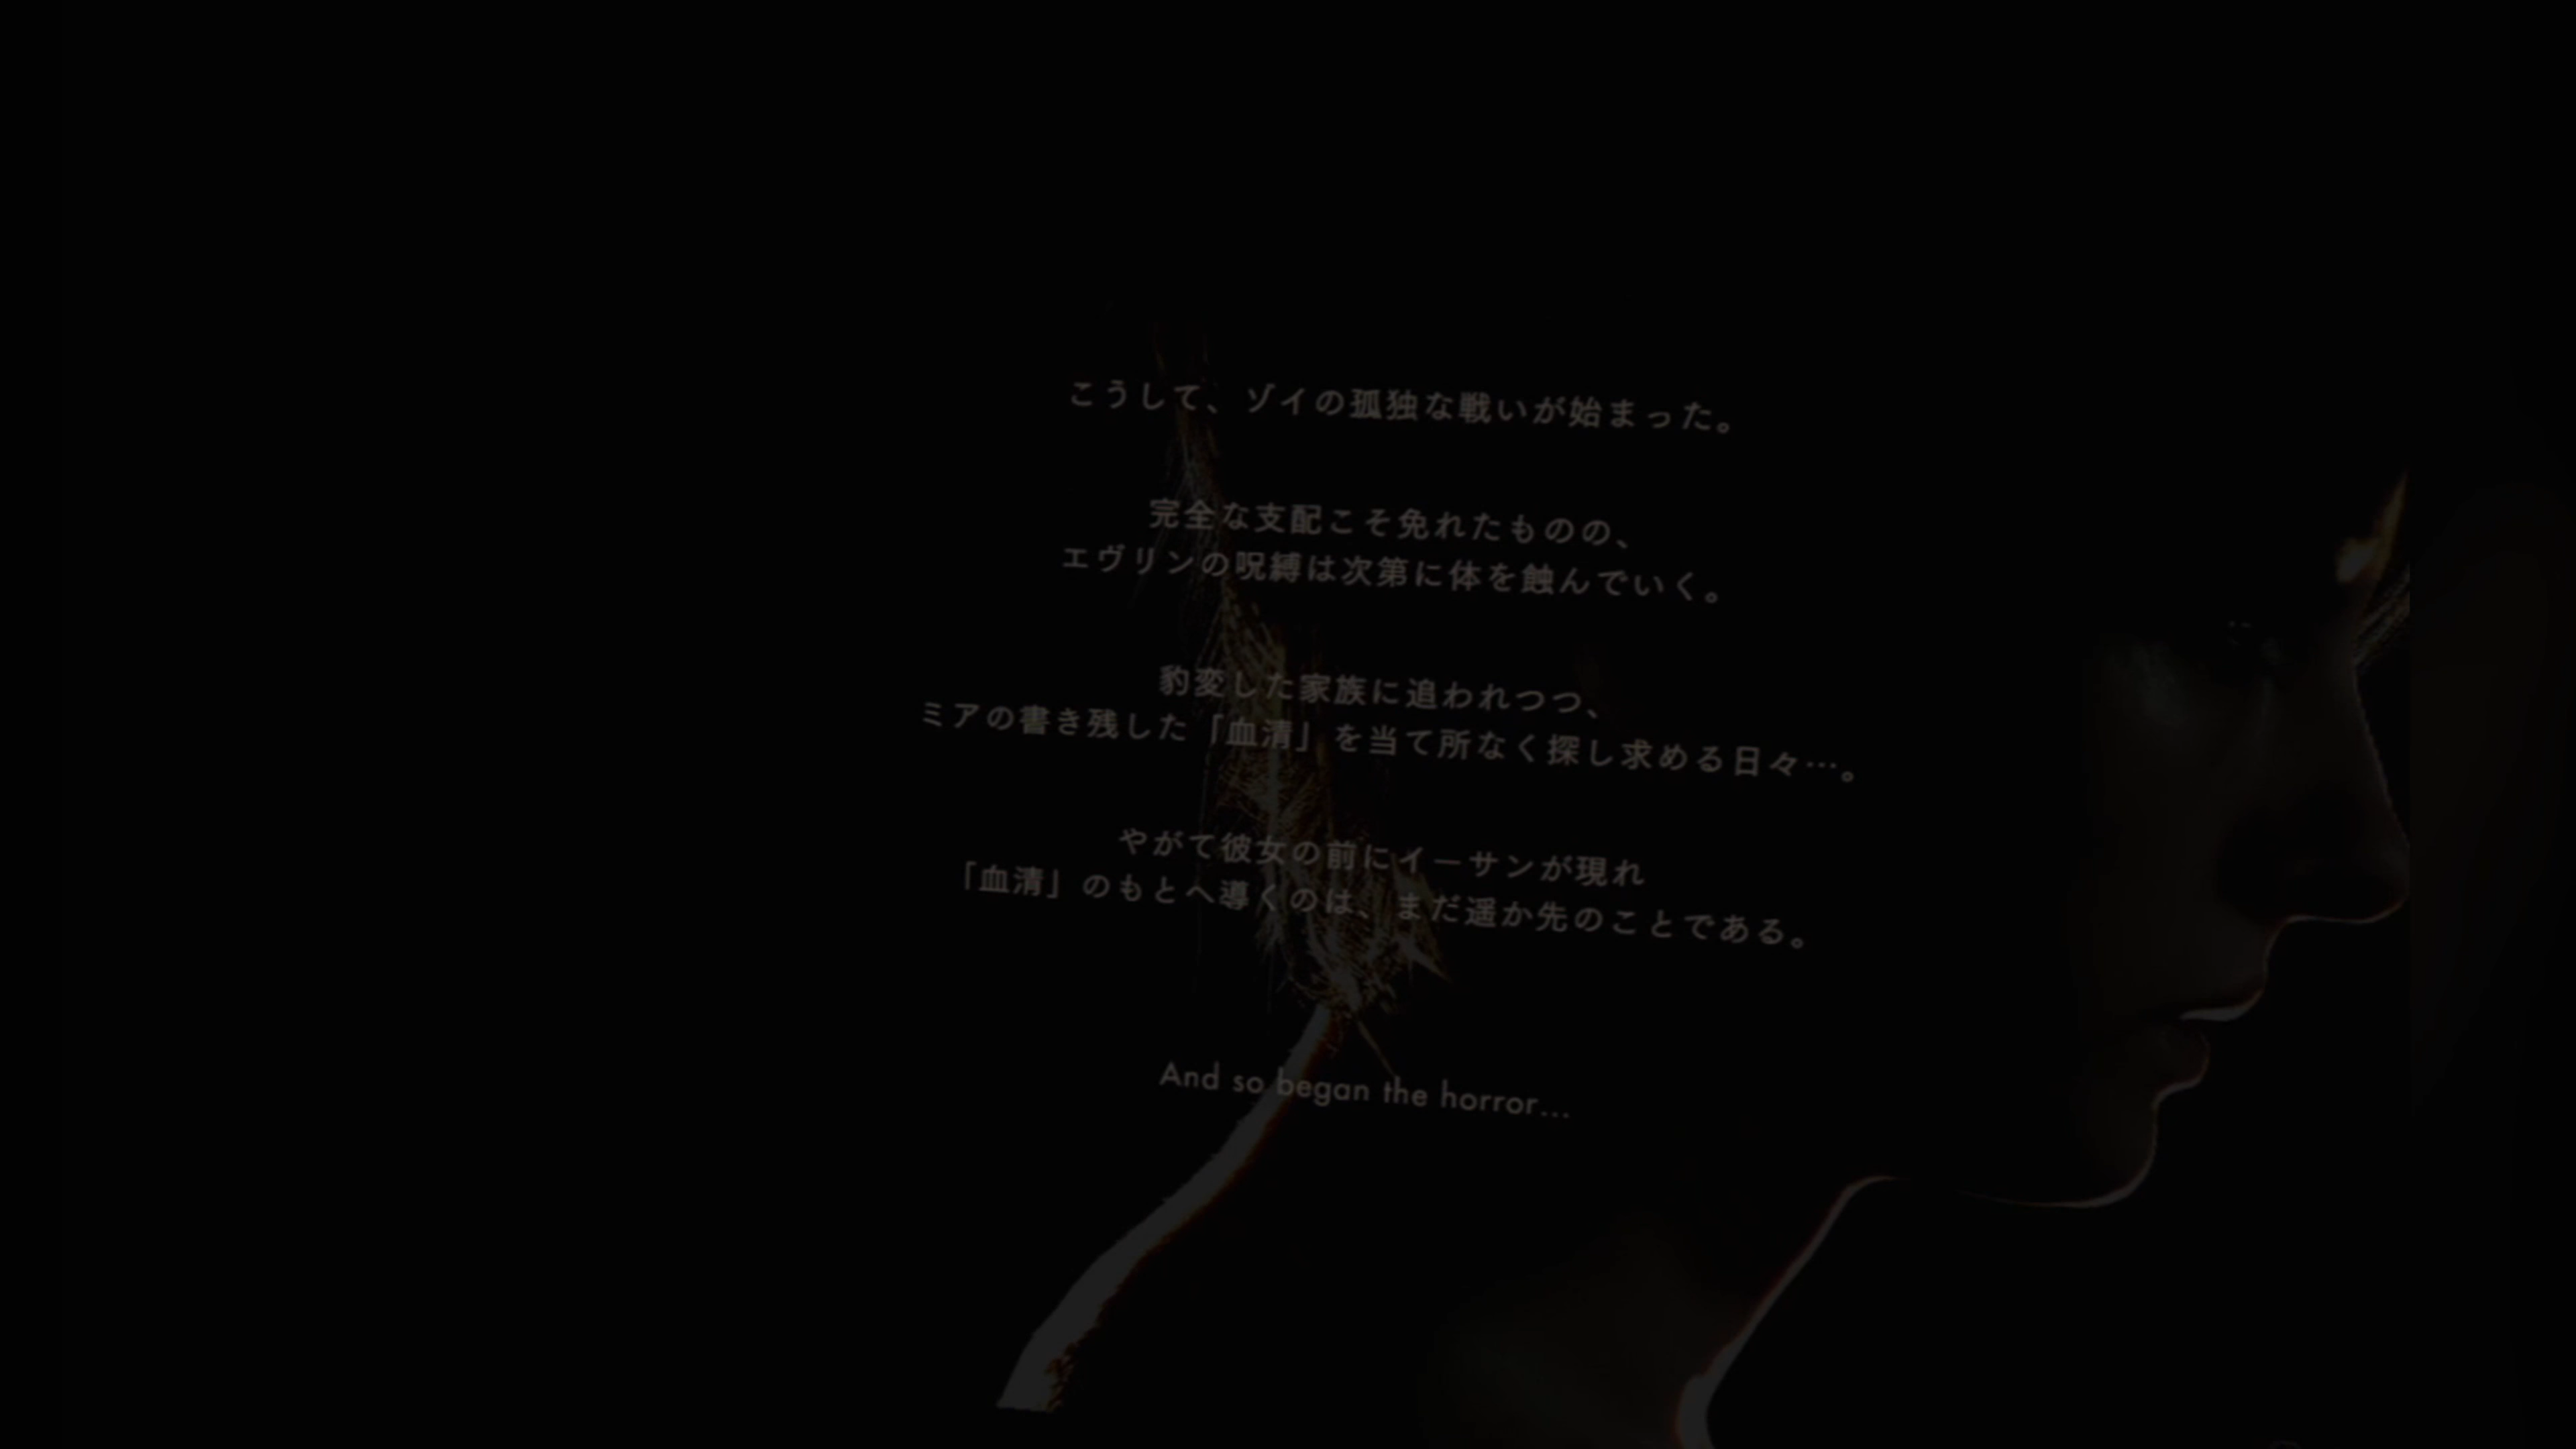 こうして、ゾイの孤独な戦いが始まった。
完全な支配こそ免れたものの、
エヴリンの呪縛は次第に体を蝕んでいく。
豹変した家族に追われつつ、
ミアの書き残した「血清」を当て所なく探し求める日々…。
やがて彼女の前にイーサンが現れ
「血清」のもとへ導くのは、まだ遥か先のことである。
And so began the horror...